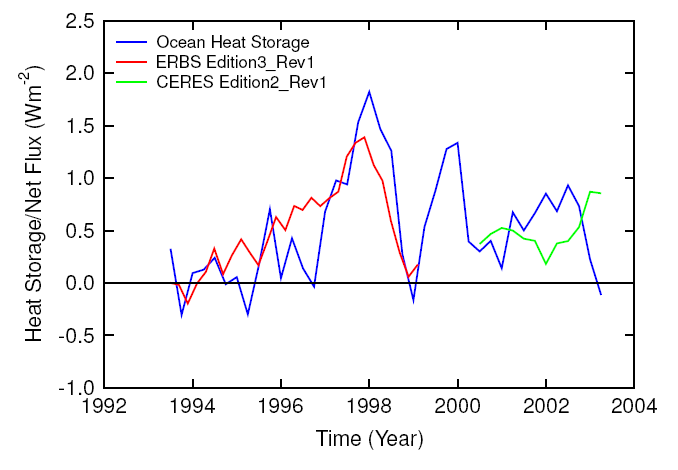 2.5
2.0
1.5
1.0
0.5
0.0
-0.5
-1.0
Heat Storage/Net Flux (Wm-2)
Ocean Heat Storage
ERBS Edition3_Rev1
CERES Edition2_Rev1
1992 1994 1996 1998 2000 2002 2004
Time (Year)